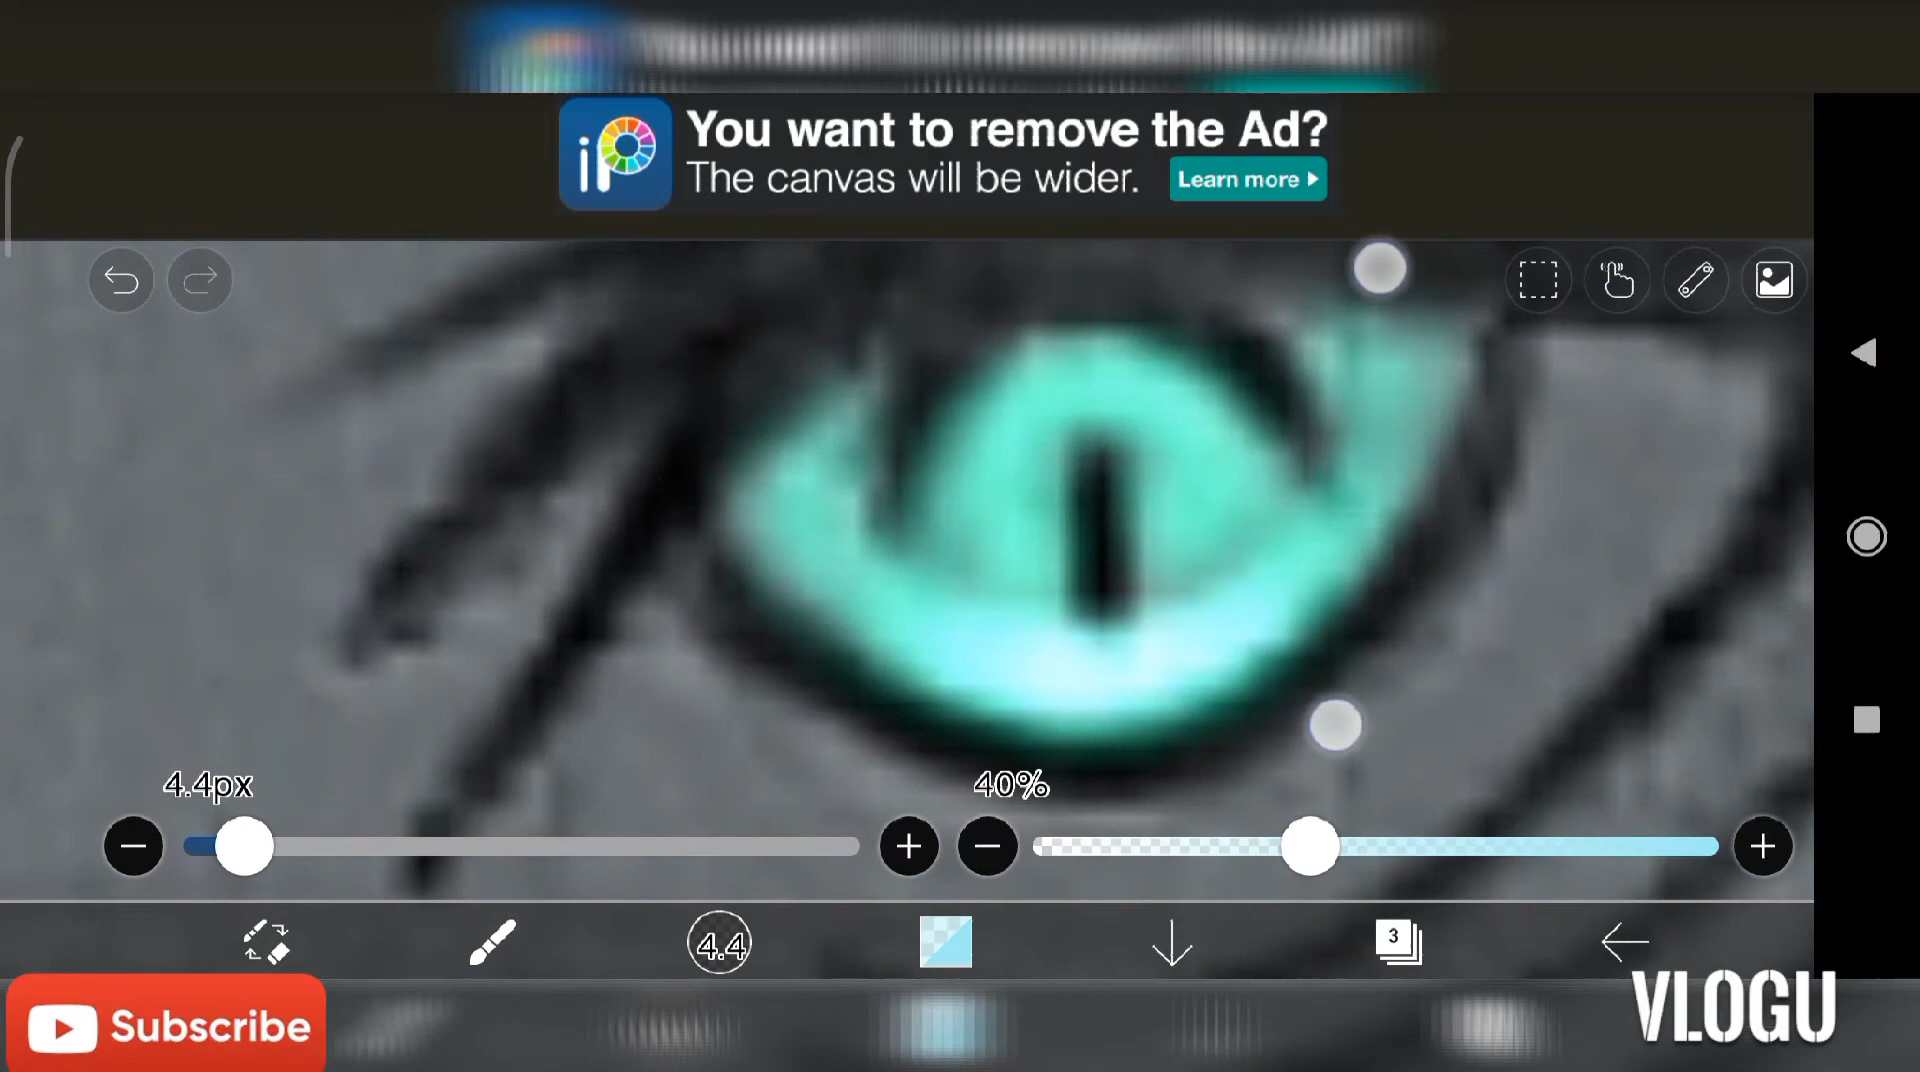 iP
You want to remove the Ad?
The canvas will be wider.
Learn more
4.4px
40%
4.4
3
Subscribe
VLOGU